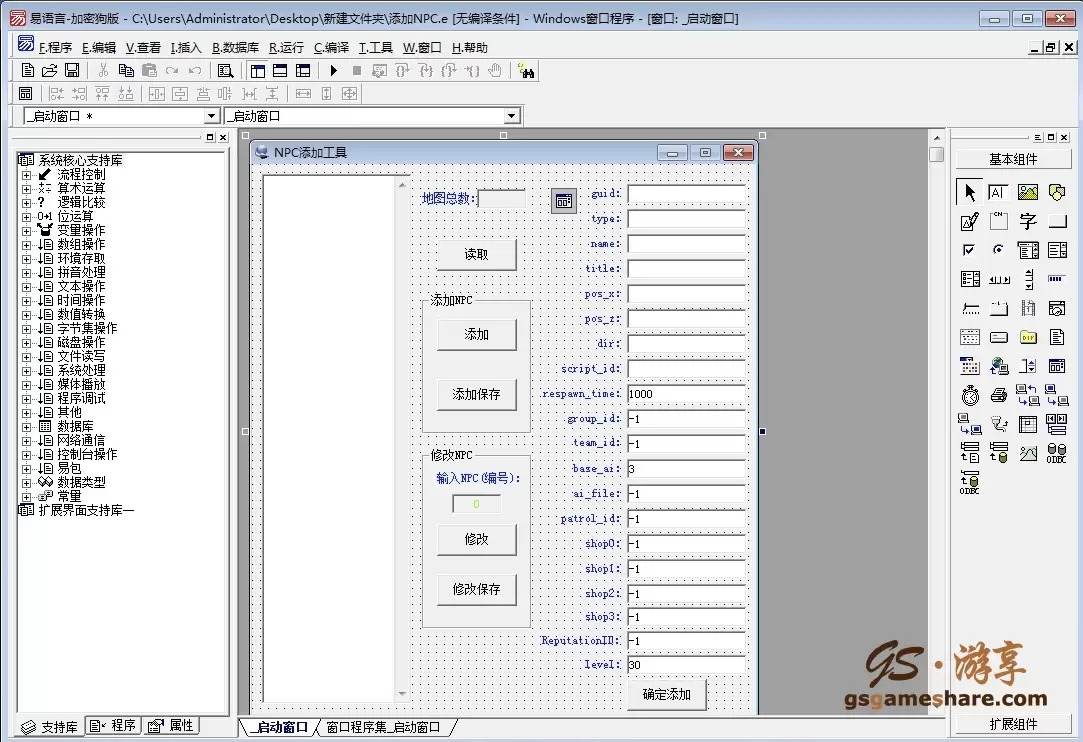 易语言-加密狗版 - C:\Users\Administrator\Desktop\新建文件夹\添加NPC.e [无编译条件] - Windows窗口程序 - [窗口: _启动窗口]
F.程序 E.编辑 V.查看 I.插入 B.数据库 R.运行 C.编译 T.工具 W.窗口 H.帮助
_启动窗口 * _启动窗口
系统核心支持库
流程控制
算术运算
逻辑比较
位运算
变量操作
数组操作
环境存取
拼音处理
文本操作
时间操作
数值转换
字节集操作
磁盘操作
文件读写
系统处理
媒体播放
程序调试
其他
数据库
网络通信
控制台操作
易包
数据类型
常量
扩展界面支持库一
支持库 程序 属性
NPC添加工具
地图总数:
读取
添加NPC
添加
添加保存
修改NPC
输入NPC(编号):
0
修改
修改保存
guid:
type:
name:
title:
pos_x:
pos_z:
dir:
script_id:
respawn_time: 1000
group_id: -1
team_id: -1
base_ai: 3
ai_file: -1
patrol_id: -1
shop0: -1
shop1: -1
shop2: -1
shop3: -1
ReputationID: -1
level: 30
确定添加
_启动窗口 窗口程序集_启动窗口
基本组件
字
DIR
ODBC
ODBC
GS·游享
gsgameshare.com
扩展组件